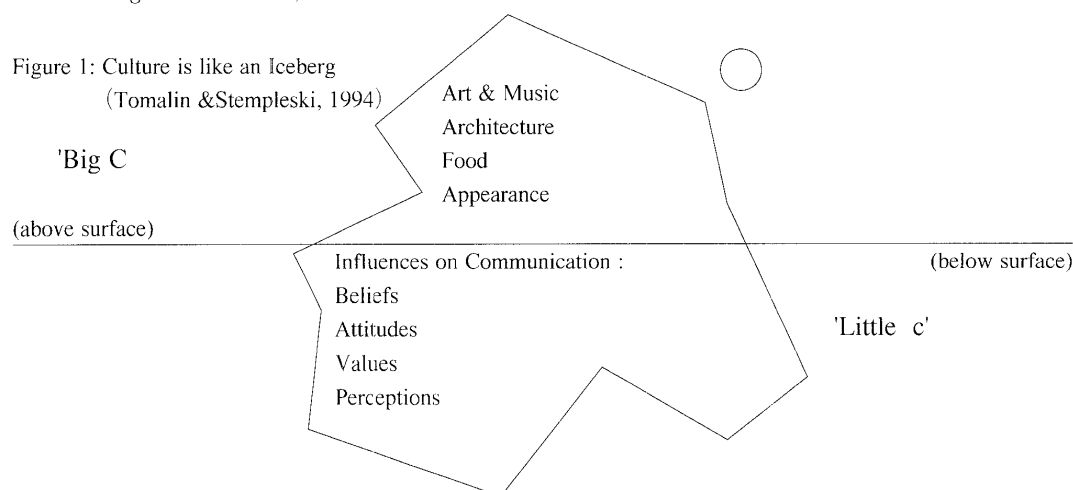 Figure 1: Culture is like an Iceberg
(Tomalin &Stempleski, 1994)
Art & Music
Architecture
'Big C
Food
Appearance
(above surface)
Influences on Communication :
(below surface)
Beliefs
Attitudes
'Little c'
Values
Perceptions